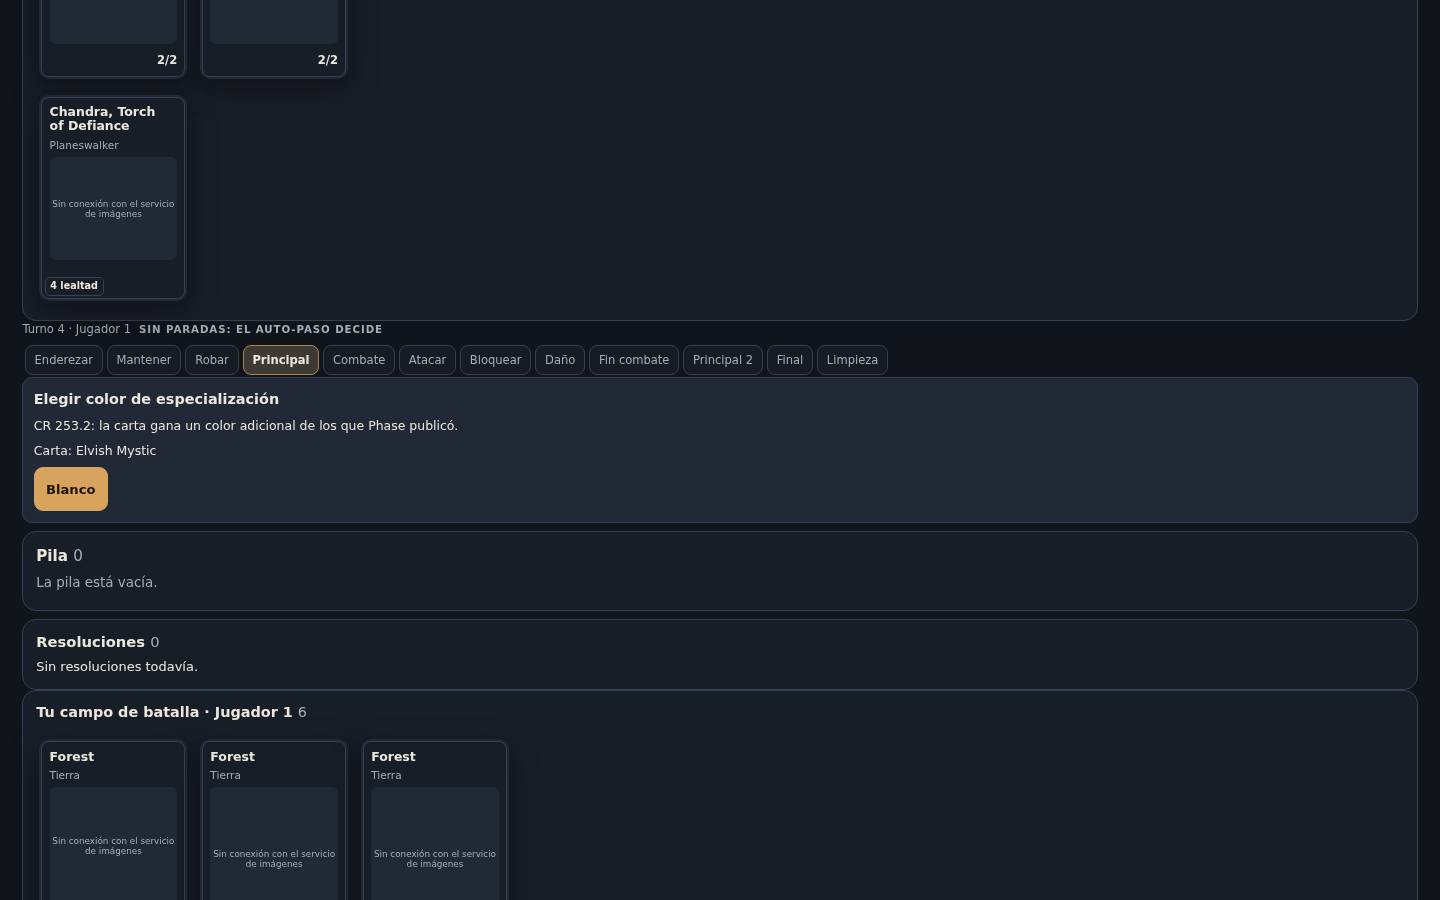 2/2
2/2
Chandra, Torch
of Defiance
Planeswalker
Sin conexión con el servicio
de imágenes
4 lealtad
Turno 4 · Jugador 1 SIN PARADAS: EL AUTO-PASO DECIDE
Enderezar Mantener Robar Principal Combate Atacar Bloquear Daño Fin combate Principal 2 Final Limpieza
Elegir color de especialización
CR 253.2: la carta gana un color adicional de los que Phase publicó.
Carta: Elvish Mystic
Blanco
Pila 0
La pila está vacía.
Resoluciones 0
Sin resoluciones todavía.
Tu campo de batalla · Jugador 1 6
Forest
Tierra
Sin conexión con el servicio
de imágenes
Forest
Tierra
Sin conexión con el servicio
de imágenes
Forest
Tierra
Sin conexión con el servicio
de imágenes